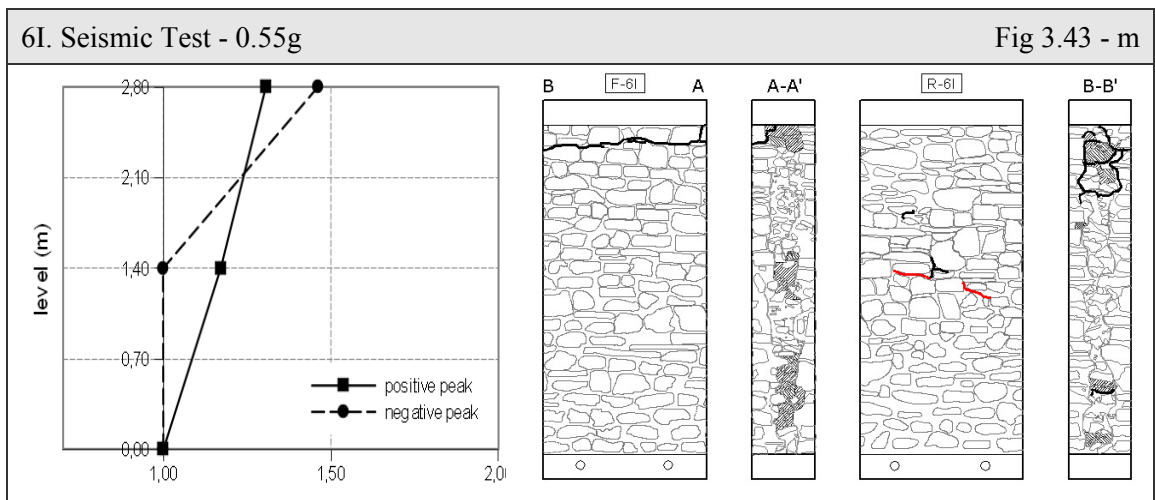 6I. Seismic Test - 0.55g Fig 3.43 - m
B F-6I A A-A' R-6I B-B'
2,80
2,10
level (m)
1,40
0,70
positive peak
negative peak
0,00
1,00 1,50 2,0